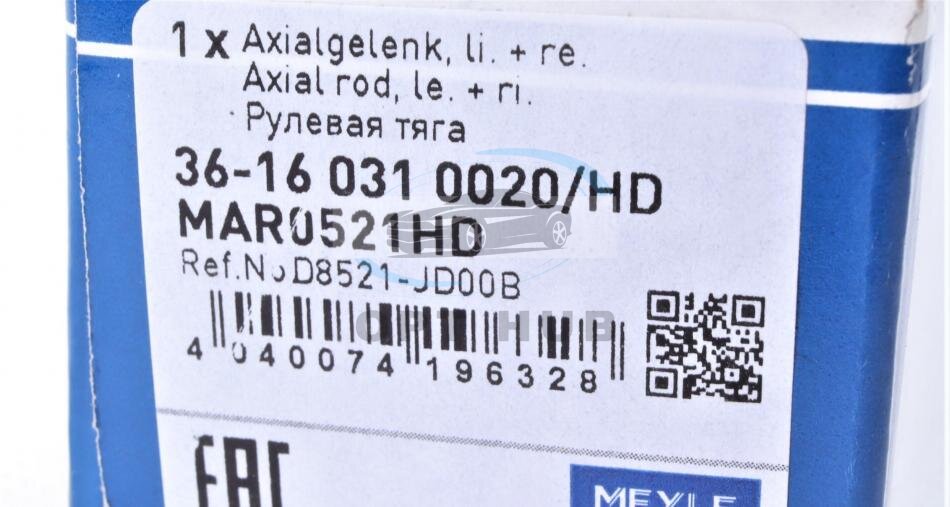 1 x Axialgelenk, li. + re.
Axial rod, le. + ri.
Рулевая тяга
36-16 031 0020/HD
MAR0521HD
Ref.No D8521-JD00B
OPTIHUB
4 040074 196328
EAC
MEYLE